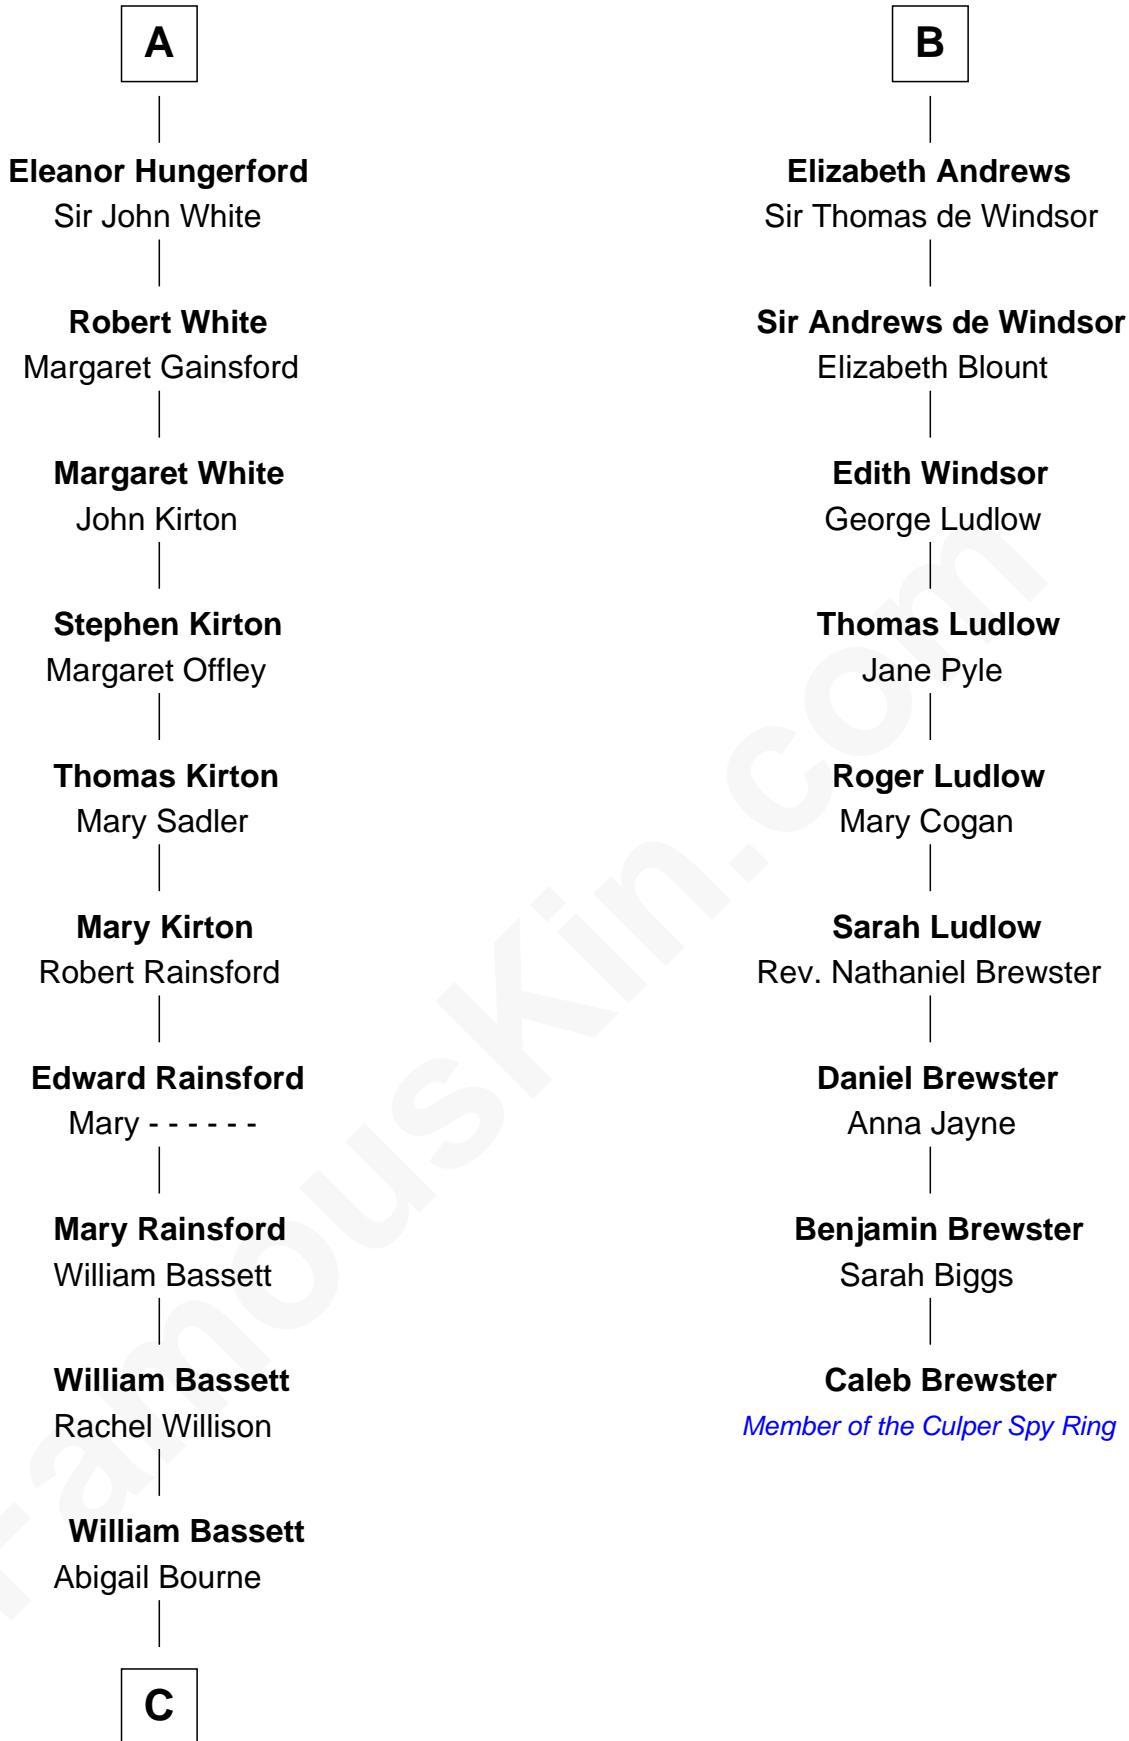 A
Eleanor Hungerford
Sir John White
Robert White
Margaret Gainsford
Margaret White
John Kirton
Stephen Kirton
Margaret Offley
Thomas Kirton
Mary Sadler
Mary Kirton
Robert Rainsford
Edward Rainsford
Mary - - - - - -
Mary Rainsford
William Bassett
William Bassett
Rachel Willison
William Bassett
Abigail Bourne
C
B
Elizabeth Andrews
Sir Thomas de Windsor
Sir Andrews de Windsor
Elizabeth Blount
Edith Windsor
George Ludlow
Thomas Ludlow
Jane Pyle
Roger Ludlow
Mary Cogan
Sarah Ludlow
Rev. Nathaniel Brewster
Daniel Brewster
Anna Jayne
Benjamin Brewster
Sarah Biggs
Caleb Brewster
Member of the Culper Spy Ring
FamousKin.com